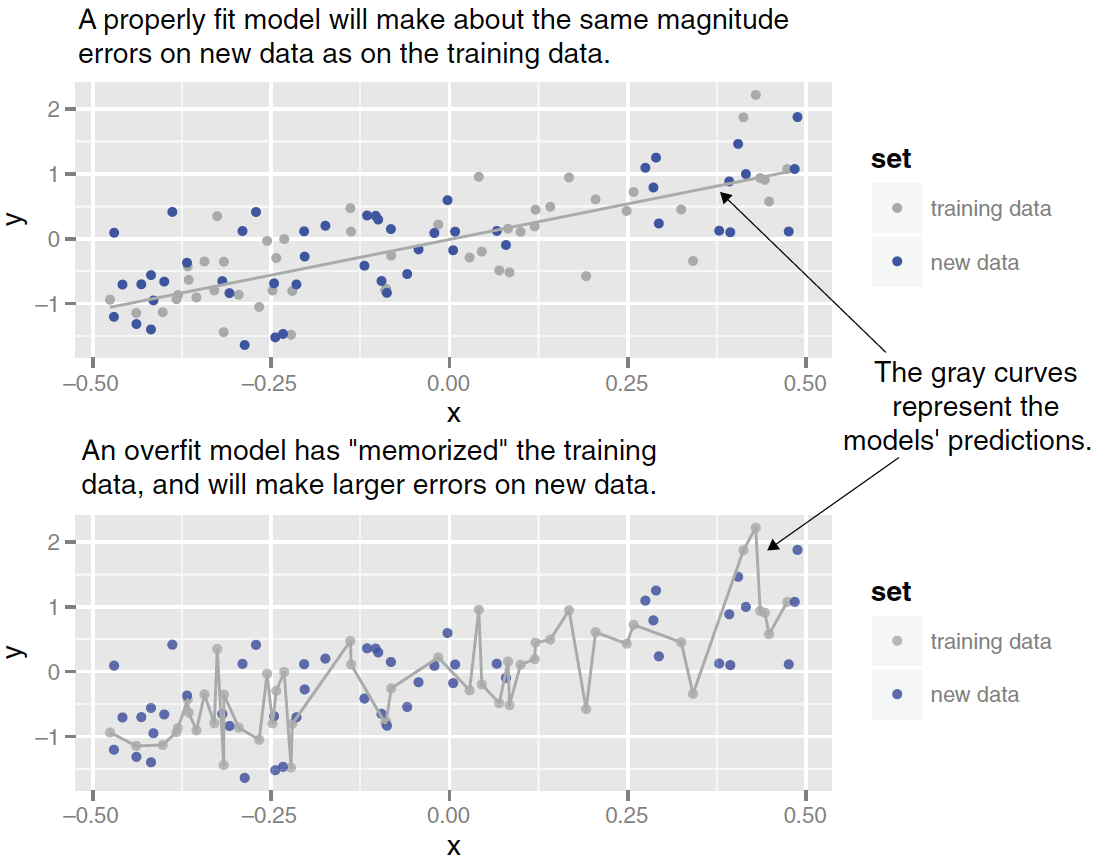 A properly fit model will make about the same magnitude
errors on new data as on the training data.
2
1
0
−1
y
−0.50
−0.25
0.00
0.25
0.50
x
set
training data
new data
The gray curves
represent the
models' predictions.
An overfit model has "memorized" the training
data, and will make larger errors on new data.
2
1
0
−1
y
−0.50
−0.25
0.00
0.25
0.50
x
set
training data
new data